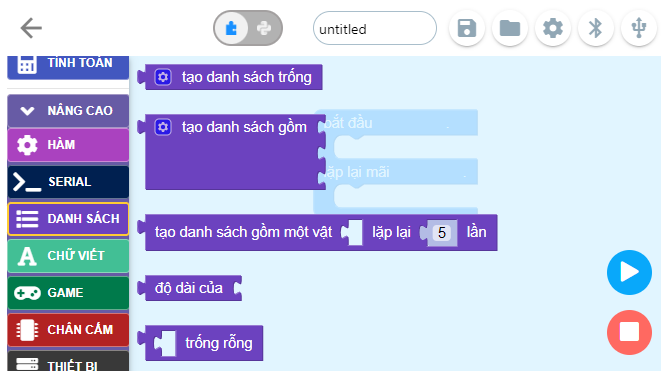 untitled
TÍNH TOÁN
NÂNG CAO
HÀM
SERIAL
DANH SÁCH
CHỮ VIẾT
GAME
CHÂN CẮM
THIẾT BỊ
tạo danh sách trống
tạo danh sách gồm
bắt đầu
lặp lại mãi
tạo danh sách gồm một vật lặp lại 5 lần
độ dài của
trống rỗng